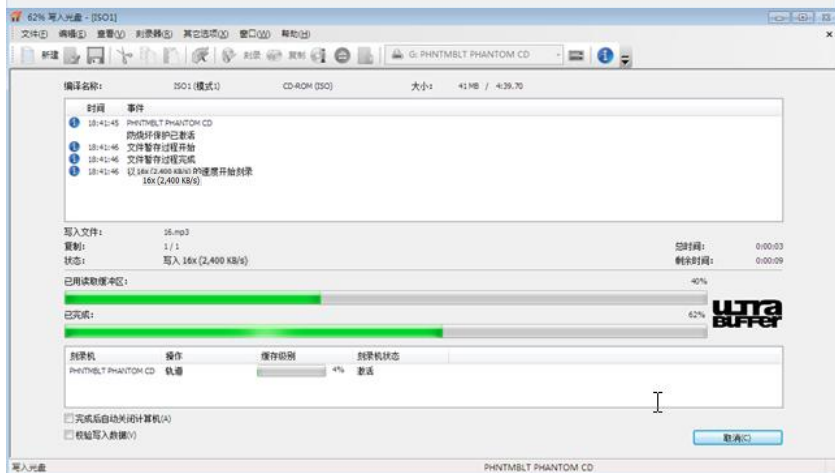 62% 写入光盘 - [ISO1]
文件(F) 编辑(E) 查看(V) 刻录器(R) 其它选项(X) 窗口(W) 帮助(H)
新建 刻录 复制 G: PHNTMBLT PHANTOM CD
编译名称: ISO1 (模式1) CD-ROM (ISO) 大小: 41 MB / 4:39.70
时间 事件
18:41:45 PHNTMBLT PHANTOM CD
防烧坏保护已激活
18:41:46 文件暂存过程开始
18:41:46 文件暂存过程完成
18:41:46 以 16x (2,400 KB/s) 的速度开始刻录
16x (2,400 KB/s)
写入文件: 16.mp3
复制: 1 / 1 总时间: 0:00:03
状态: 写入 16x (2,400 KB/s) 剩余时间: 0:00:09
已用读取缓冲区: 40%
已完成: 62%
ULTRA
BUFFER
刻录机 操作 缓存级别 刻录机状态
PHNTMBLT PHANTOM CD 轨道 4% 激活
完成后自动关闭计算机(A)
校验写入数据(V)
取消(C)
写入光盘 PHNTMBLT PHANTOM CD